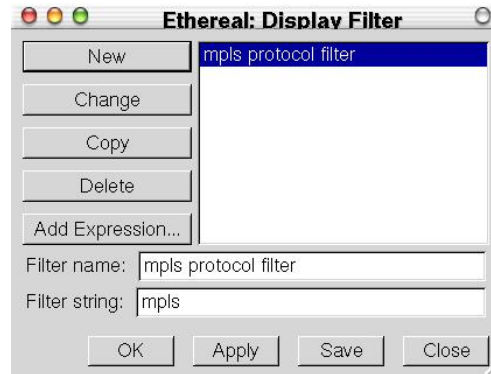 Ethereal: Display Filter
New
mpls protocol filter
Change
Copy
Delete
Add Expression...
Filter name: mpls protocol filter
Filter string: mpls
OK Apply Save Close